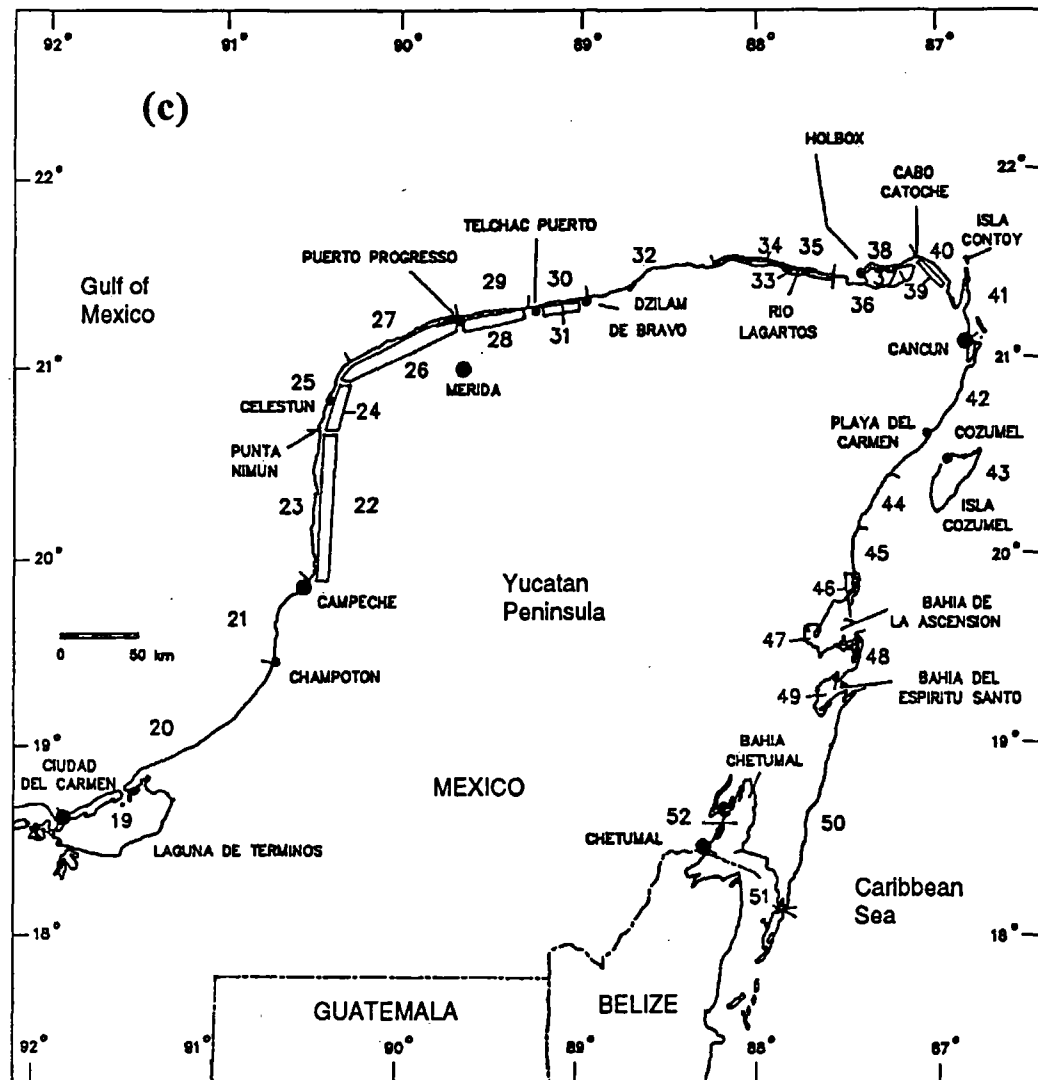 92° 91° 90° 89° 88° 87°
(c)
HOLBOX
CABO
CATOCHE
22° 22°
ISLA
CONTOY
TELCHAC PUERTO
PUERTO PROGRESSO
Gulf of
Mexico
34 35 38 40
32
29 30
33 36 39 41
RIO
LAGARTOS
27
DZILAM
DE BRAVO
28 31
CANCUN
21° 21°
26
MERIDA
25
CELESTUN
24
42
PLAYA DEL
CARMEN
COZUMEL
PUNTA
NIMUN
43
23 22
44
ISLA
COZUMEL
20° 20°
45
Yucatan
Peninsula
46
CAMPECHE
21
BAHIA DE
LA ASCENSION
47
0 50 km
48
CHAMPOTON
49
BAHIA DEL
ESPIRITU SANTO
20
19° 19°
BAHIA
CHETUMAL
CIUDAD
DEL CARMEN
MEXICO
19
52 50
CHETUMAL
LAGUNA DE TERMINOS
51
Caribbean
Sea
18° 18°
GUATEMALA
BELIZE
92° 91° 90° 89° 88° 87°